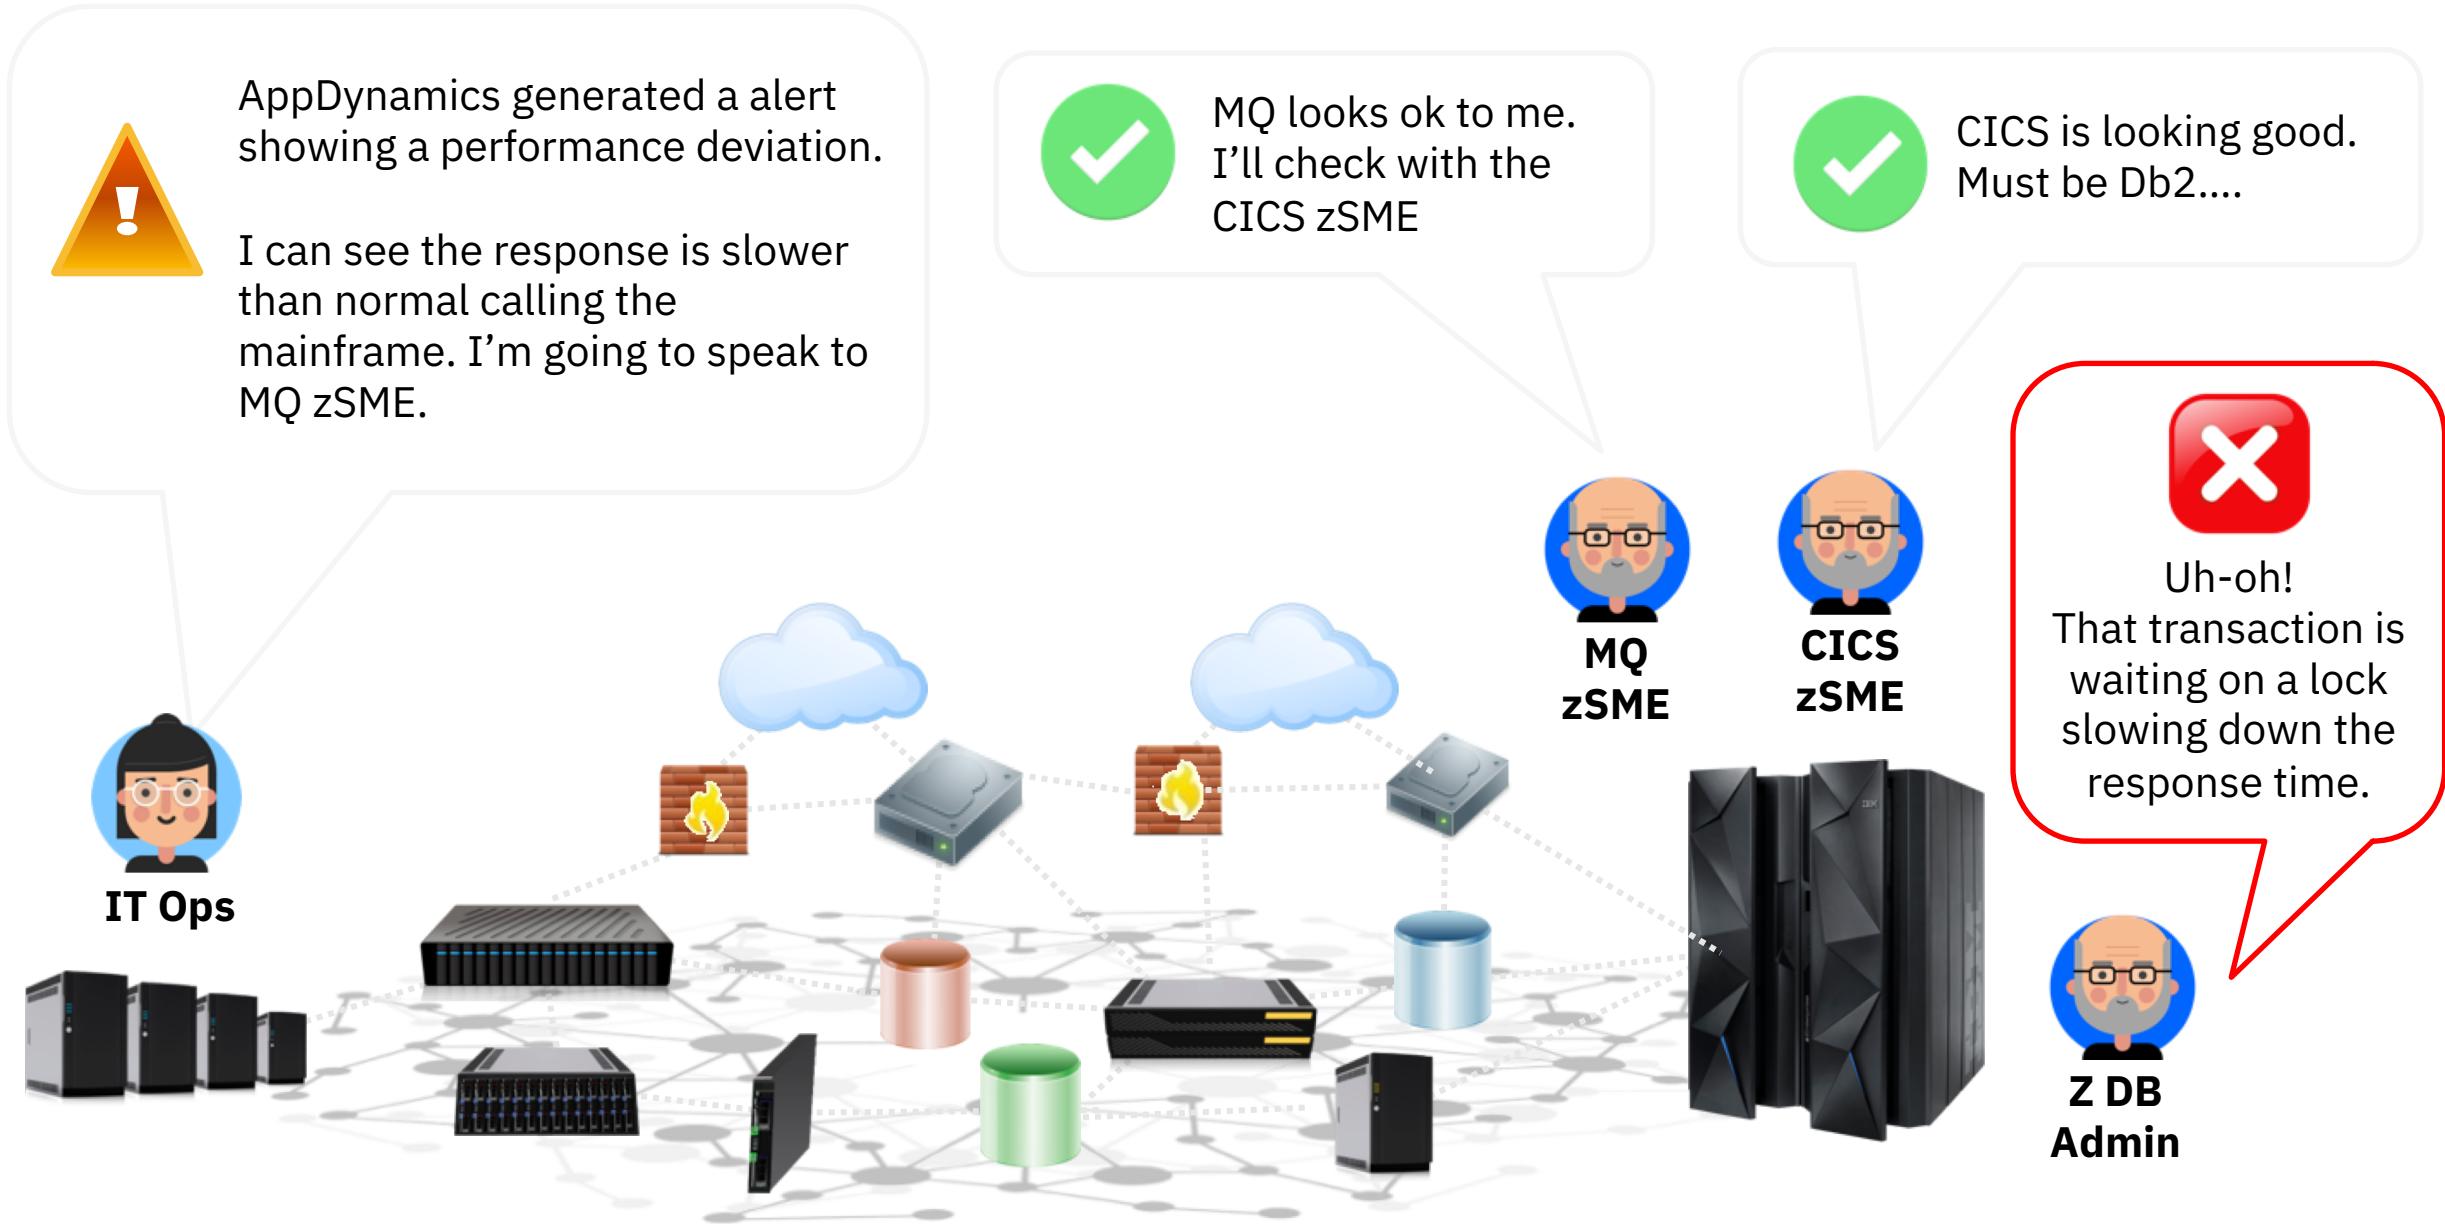 AppDynamics generated a alert
showing a performance deviation.
I can see the response is slower
than normal calling the
mainframe. I’m going to speak to
MQ zSME.
MQ looks ok to me.
I’ll check with the
CICS zSME
CICS is looking good.
Must be Db2....
Uh-oh!
That transaction is
waiting on a lock
slowing down the
response time.
MQ
zSME
CICS
zSME
IT Ops
IBM
Z DB
Admin